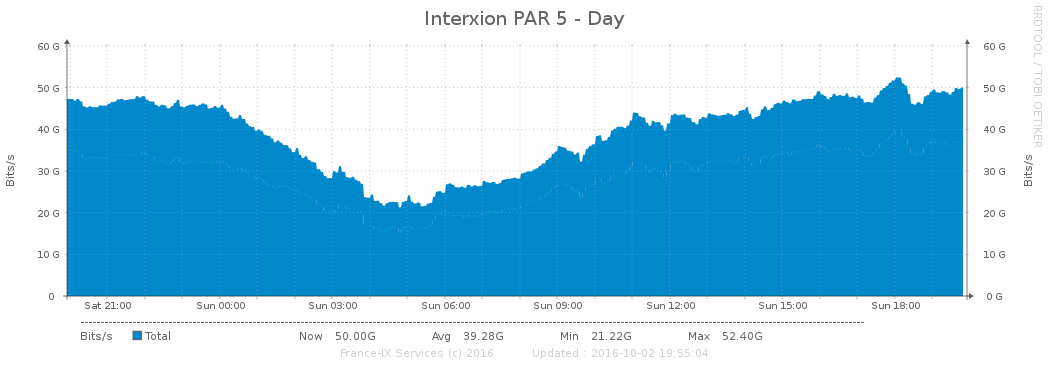 Interxion PAR 5 - Day
RRDTOOL / TOBI OETIKER
Bits/s
60 G
50 G
40 G
30 G
20 G
10 G
0
60 G
50 G
40 G
30 G
20 G
10 G
0 G
Bits/s
Sat 21:00 Sun 00:00 Sun 03:00 Sun 06:00 Sun 09:00 Sun 12:00 Sun 15:00 Sun 18:00
Bits/s Total Now 50.00G Avg 39.28G Min 21.22G Max 52.40G
France-IX Services (c) 2016 Updated : 2016-10-02 19:55:04